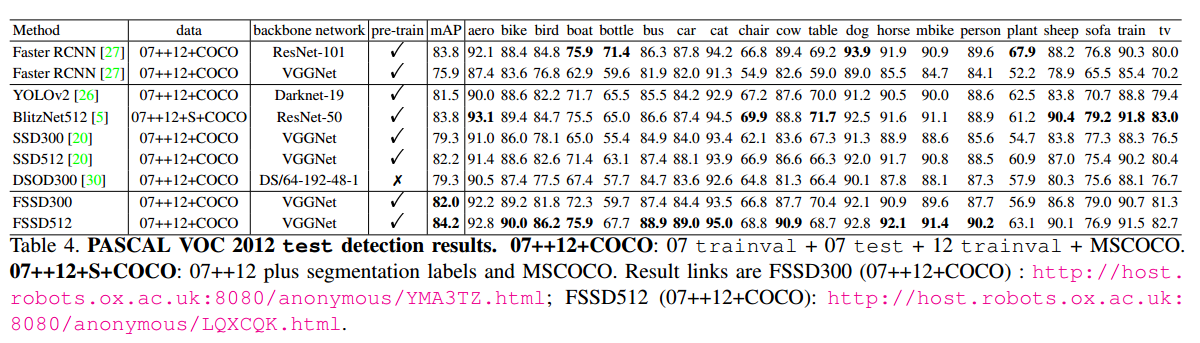 Method data backbone network pre-train mAP aero bike bird boat bottle bus car cat chair cow table dog horse mbike person plant sheep sofa train tv
Faster RCNN [27] 07++12+COCO ResNet-101 ✓ 83.8 92.1 88.4 84.8 75.9 71.4 86.3 87.8 94.2 66.8 89.4 69.2 93.9 91.9 90.9 89.6 67.9 88.2 76.8 90.3 80.0
Faster RCNN [27] 07++12+COCO VGGNet ✓ 75.9 87.4 83.6 76.8 62.9 59.6 81.9 82.0 91.3 54.9 82.6 59.0 89.0 85.5 84.7 84.1 52.2 78.9 65.5 85.4 70.2
YOLOv2 [26] 07++12+COCO Darknet-19 ✓ 81.5 90.0 88.6 82.2 71.7 65.5 85.5 84.2 92.9 67.2 87.6 70.0 91.2 90.5 90.0 88.6 62.5 83.8 70.7 88.8 79.4
BlitzNet512 [5] 07++12+S+COCO ResNet-50 ✓ 83.8 93.1 89.4 84.7 75.5 65.0 86.6 87.4 94.5 69.9 88.8 71.7 92.5 91.6 91.1 88.9 61.2 90.4 79.2 91.8 83.0
SSD300 [20] 07++12+COCO VGGNet ✓ 79.3 91.0 86.0 78.1 65.0 55.4 84.9 84.0 93.4 62.1 83.6 67.3 91.3 88.9 88.6 85.6 54.7 83.8 77.3 88.3 76.5
SSD512 [20] 07++12+COCO VGGNet ✓ 82.2 91.4 88.6 82.6 71.4 63.1 87.4 88.1 93.9 66.9 86.6 66.3 92.0 91.7 90.8 88.5 60.9 87.0 75.4 90.2 80.4
DSOD300 [30] 07++12+COCO DS/64-192-48-1 ✗ 79.3 90.5 87.4 77.5 67.4 57.7 84.7 83.6 92.6 64.8 81.3 66.4 90.1 87.8 88.1 87.3 57.9 80.3 75.6 88.1 76.7
FSSD300 07++12+COCO VGGNet ✓ 82.0 92.2 89.2 81.8 72.3 59.7 87.4 84.4 93.5 66.8 87.7 70.4 92.1 90.9 89.6 87.7 56.9 86.8 79.0 90.7 81.3
FSSD512 07++12+COCO VGGNet ✓ 84.2 92.8 90.0 86.2 75.9 67.7 88.9 89.0 95.0 68.8 90.9 68.7 92.8 92.1 91.4 90.2 63.1 90.1 76.9 91.5 82.7
Table 4. PASCAL VOC 2012 test detection results. 07++12+COCO: 07 trainval + 07 test + 12 trainval + MSCOCO.
07++12+S+COCO: 07++12 plus segmentation labels and MSCOCO. Result links are FSSD300 (07++12+COCO) : http://host.
robots.ox.ac.uk:8080/anonymous/YMA3TZ.html; FSSD512 (07++12+COCO): http://host.robots.ox.ac.uk:
8080/anonymous/LQXCQK.html.